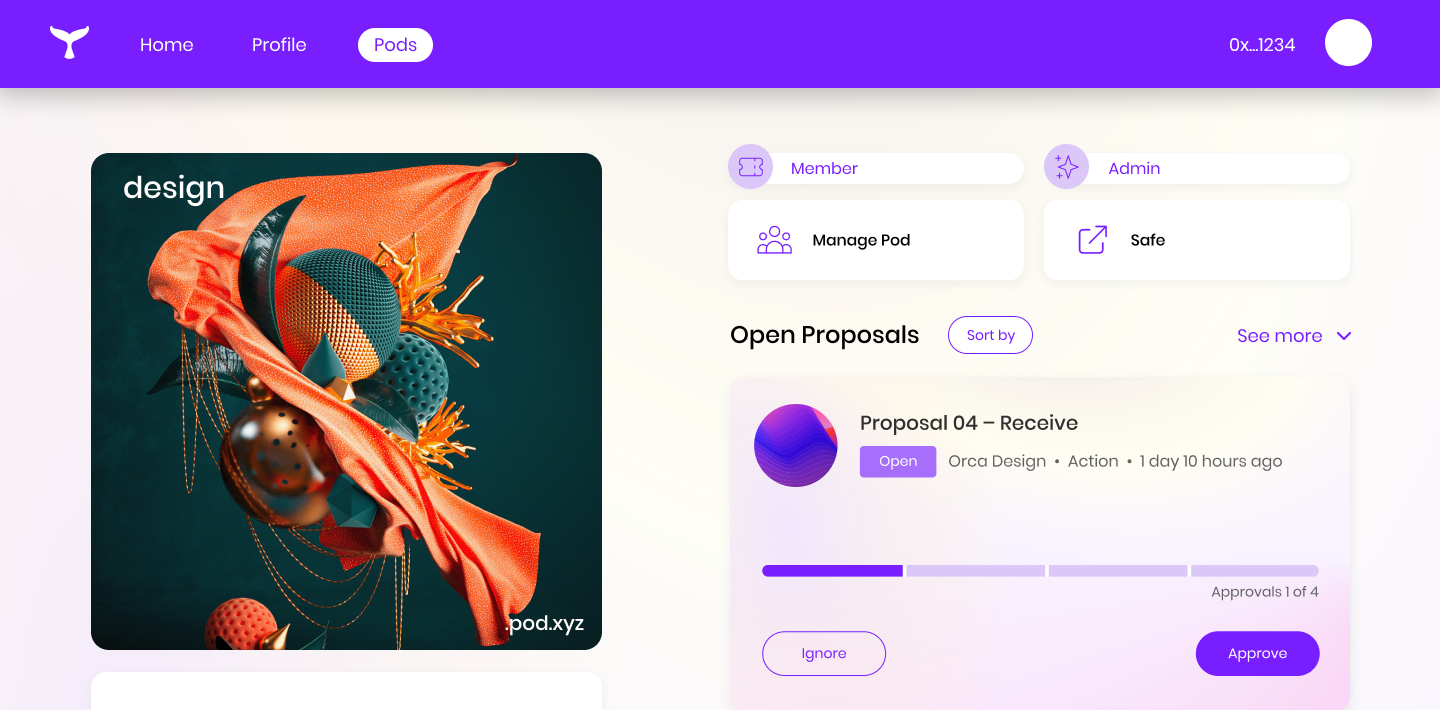 Home Profile Pods 0x...1234
design
.pod.xyz
Member
Admin
Manage Pod
Safe
Open Proposals
Sort by
See more
Proposal 04 – Receive
Open
Orca Design • Action • 1 day 10 hours ago
Approvals 1 of 4
Ignore
Approve